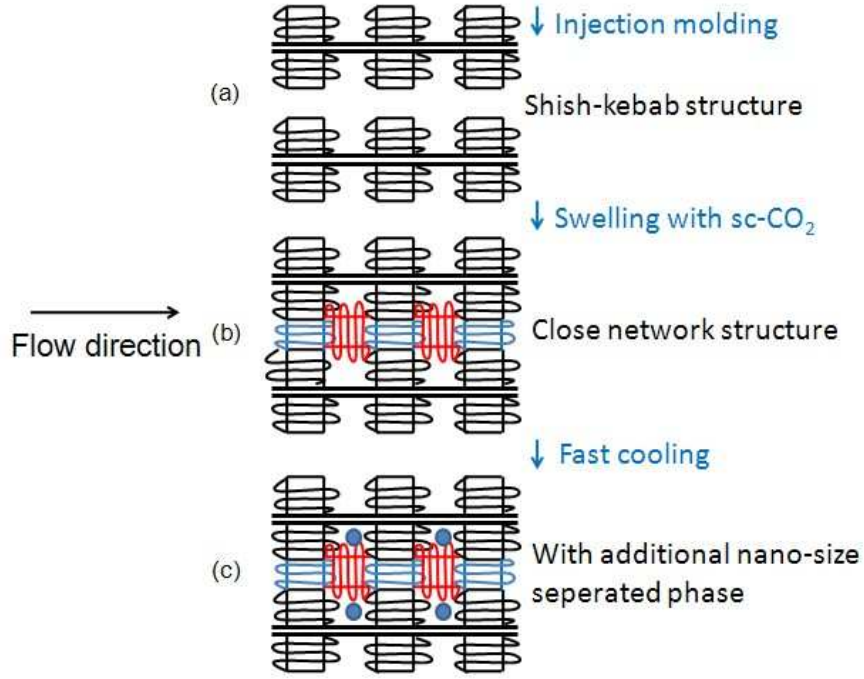 ↓ Injection molding
(a)
Shish-kebab structure
↓ Swelling with sc-CO₂
Flow direction
(b)
Close network structure
↓ Fast cooling
(c)
With additional nano-size
seperated phase